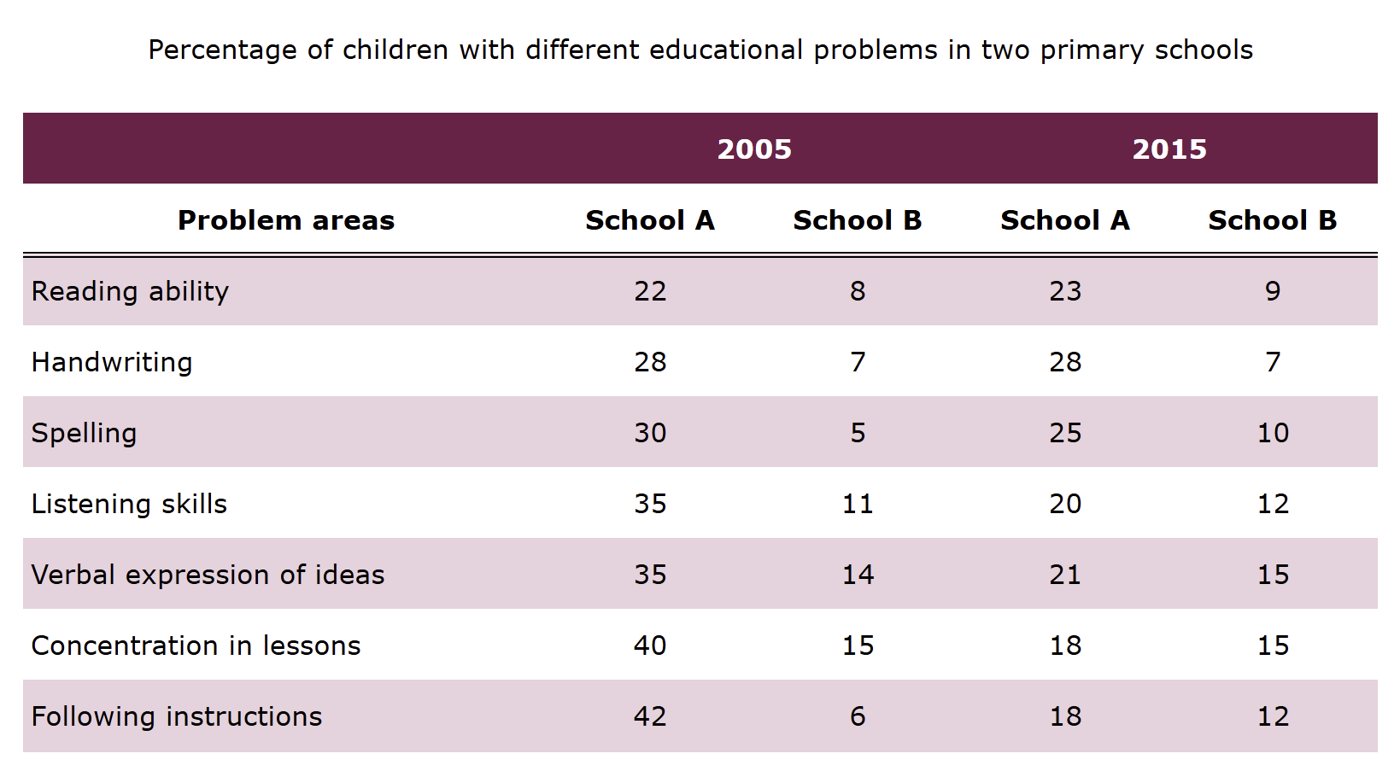 Percentage of children with different educational problems in two primary schools
2005 2015
Problem areas School A School B School A School B
Reading ability 22 8 23 9
Handwriting 28 7 28 7
Spelling 30 5 25 10
Listening skills 35 11 20 12
Verbal expression of ideas 35 14 21 15
Concentration in lessons 40 15 18 15
Following instructions 42 6 18 12